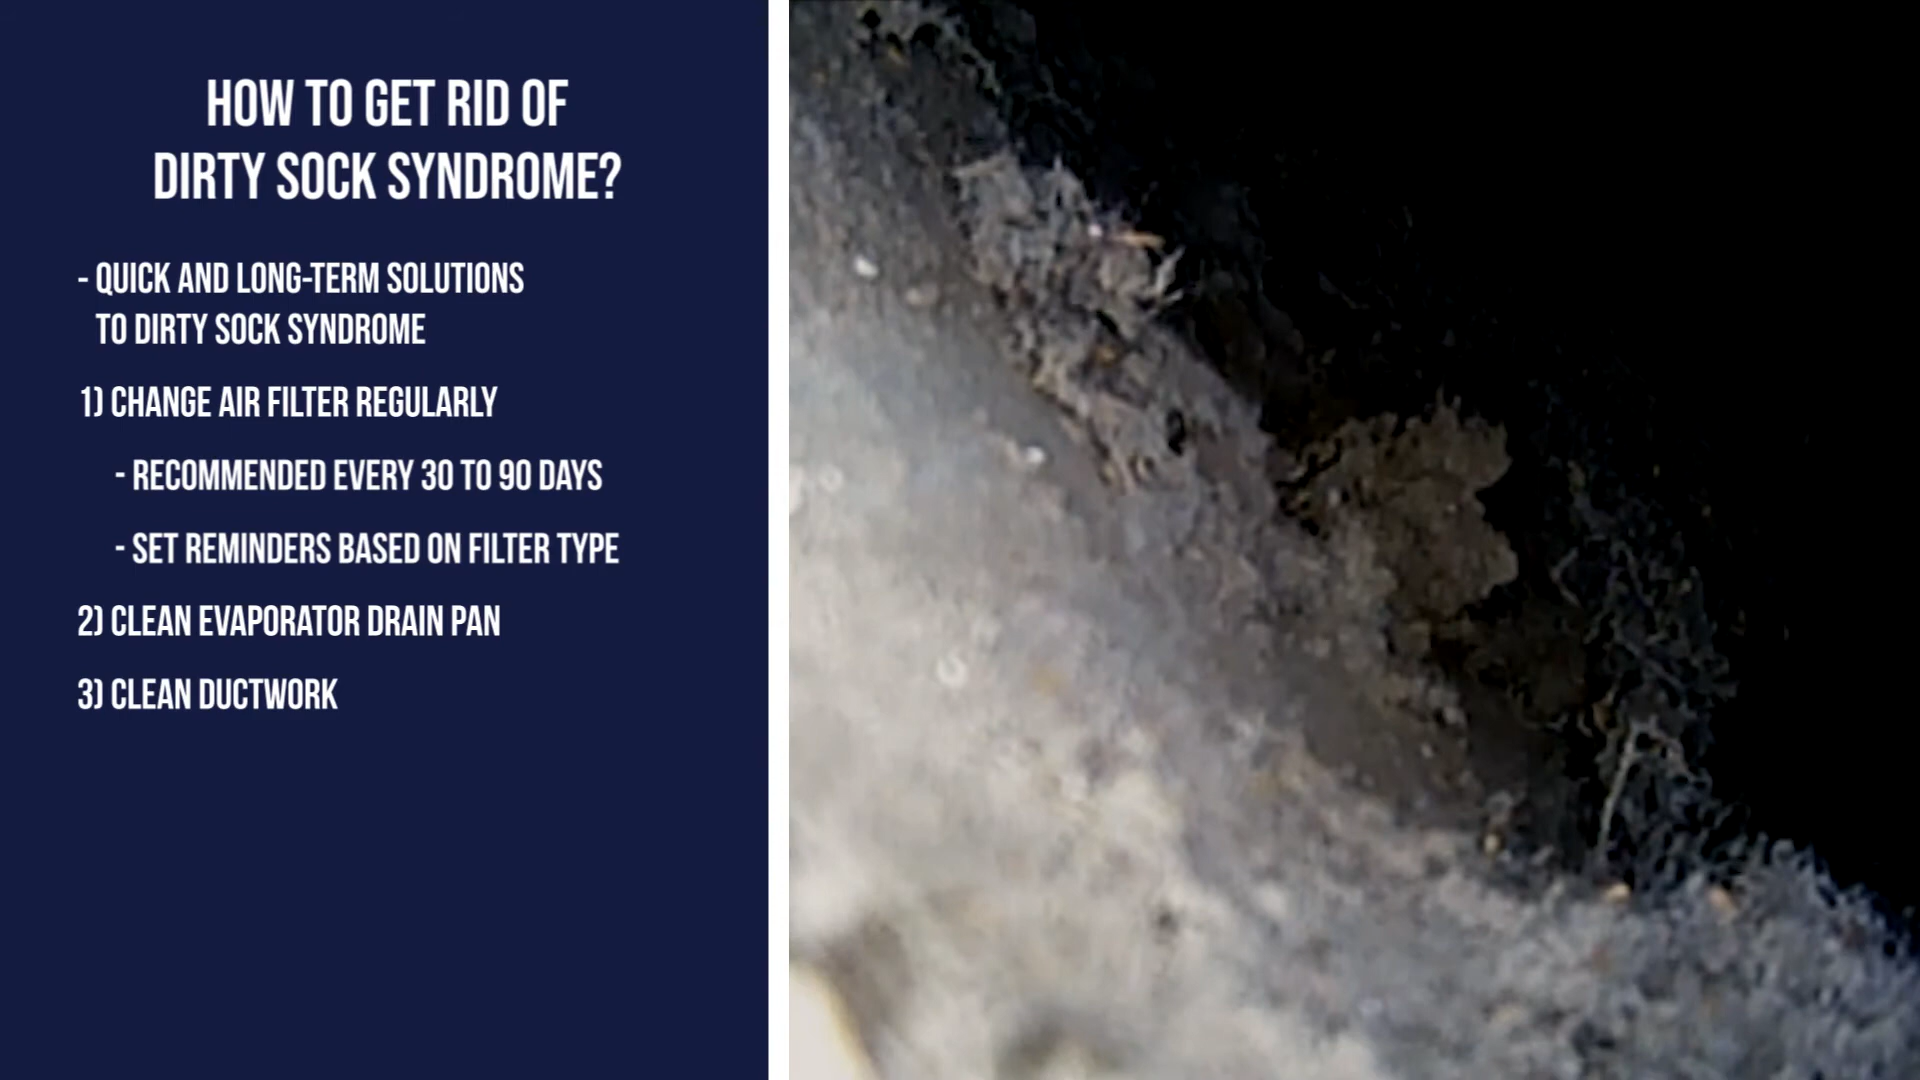 HOW TO GET RID OF
DIRTY SOCK SYNDROME?
- QUICK AND LONG-TERM SOLUTIONS
TO DIRTY SOCK SYNDROME
1) CHANGE AIR FILTER REGULARLY
- RECOMMENDED EVERY 30 TO 90 DAYS
- SET REMINDERS BASED ON FILTER TYPE
2) CLEAN EVAPORATOR DRAIN PAN
3) CLEAN DUCTWORK